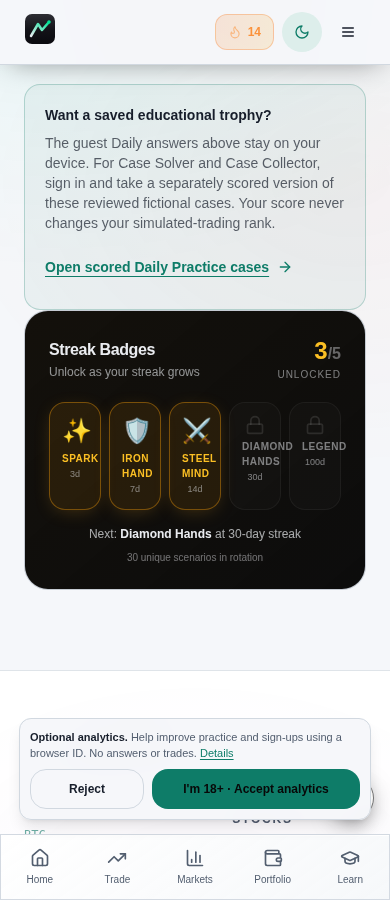 14
Want a saved educational trophy?
The guest Daily answers above stay on your
device. For Case Solver and Case Collector,
sign in and take a separately scored version of
these reviewed fictional cases. Your score never
changes your simulated-trading rank.
Open scored Daily Practice cases →
Streak Badges
3/5
Unlock as your streak grows
UNLOCKED
SPARK
3d
IRON
HAND
7d
STEEL
MIND
14d
DIAMOND
HANDS
30d
LEGEND
100d
Next: Diamond Hands at 30-day streak
30 unique scenarios in rotation
Optional analytics. Help improve practice and sign-ups using a
browser ID. No answers or trades. Details
Reject
I'm 18+ · Accept analytics
STOCKS
BTC
Home
Trade
Markets
Portfolio
Learn